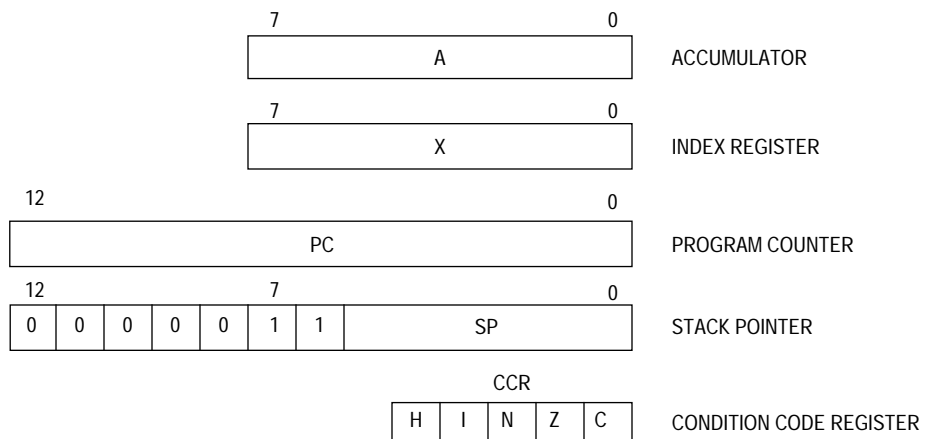 7 0
A ACCUMULATOR
7 0
X INDEX REGISTER
12 0
PC PROGRAM COUNTER
12 7 0
0 0 0 0 0 1 1 SP STACK POINTER
CCR
H I N Z C CONDITION CODE REGISTER